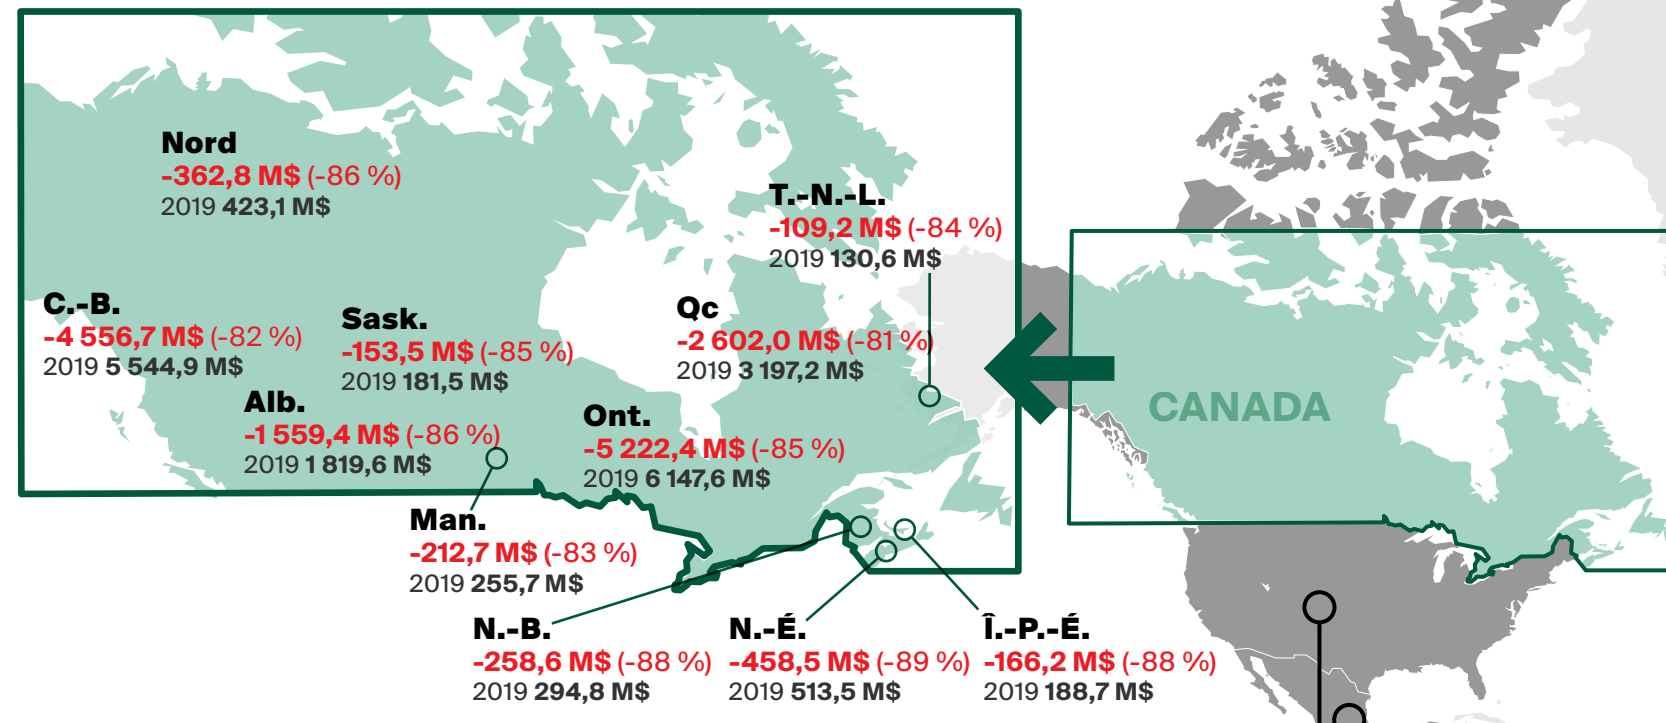 Nord
-362,8 M$ (-86 %)
2019 423,1 M$
T.-N.-L.
-109,2 M$ (-84 %)
2019 130,6 M$
C.-B.
-4 556,7 M$ (-82 %)
2019 5 544,9 M$
Sask.
-153,5 M$ (-85 %)
2019 181,5 M$
Qc
-2 602,0 M$ (-81 %)
2019 3 197,2 M$
Alb.
-1 559,4 M$ (-86 %)
2019 1 819,6 M$
Ont.
-5 222,4 M$ (-85 %)
2019 6 147,6 M$
CANADA
Man.
-212,7 M$ (-83 %)
2019 255,7 M$
N.-B.
-258,6 M$ (-88 %)
2019 294,8 M$
N.-É.
-458,5 M$ (-89 %)
2019 513,5 M$
Î.-P.-É.
-166,2 M$ (-88 %)
2019 188,7 M$